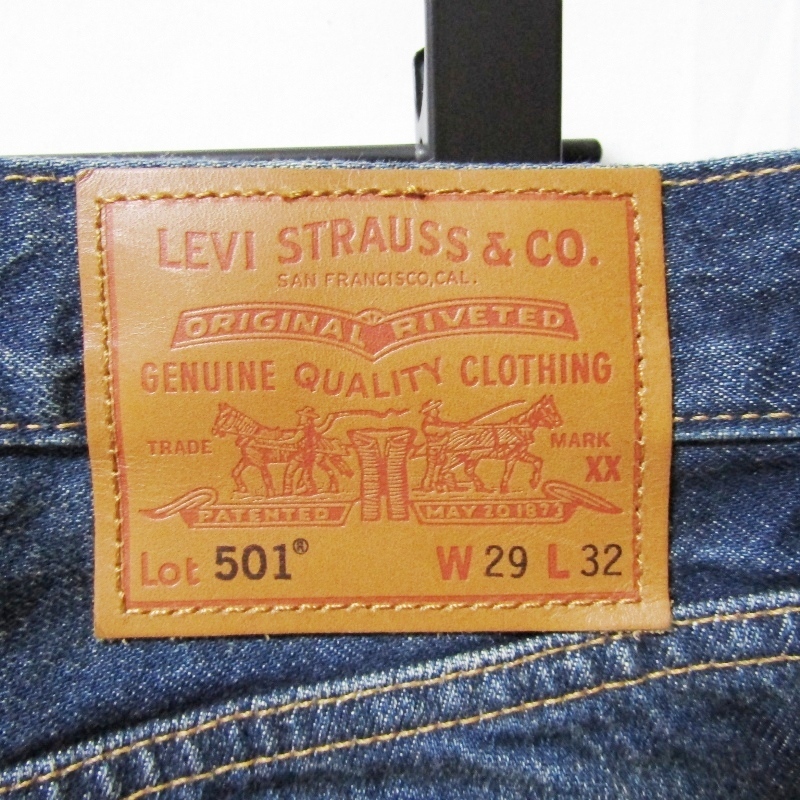 LEVI STRAUSS & CO.
SAN FRANCISCO, CAL.
ORIGINAL RIVETED
GENUINE QUALITY CLOTHING
TRADE MARK
XX
PATENTED MAY 20 1873
Lot 501® W 29 L 32